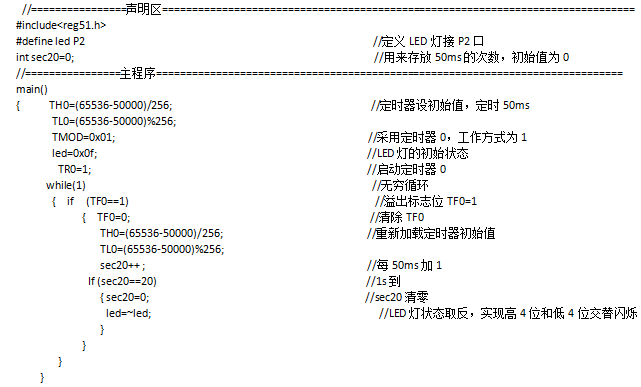 //================声明区================================================================================
#include<reg51.h>
#define led P2 //定义 LED 灯接 P2 口
int sec20=0; //用来存放 50ms 的次数，初始值为 0
//================主程序==============================================================================
main()
{ TH0=(65536-50000)/256; //定时器设初始值，定时 50ms
TL0=(65536-50000)%256;
TMOD=0x01; //采用定时器 0，工作方式为 1
led=0x0f; //LED 灯的初始状态
TR0=1; //启动定时器 0
while(1) //无穷循环
{ if (TF0==1) //溢出标志位 TF0=1
{ TF0=0; //清除 TF0
TH0=(65536-50000)/256; //重新加载定时器初始值
TL0=(65536-50000)%256;
sec20++ ; //每 50ms 加 1
If (sec20==20) //1s 到
{ sec20=0; //sec20 清零
led=~led; //LED 灯状态取反，实现高 4 位和低 4 位交替闪烁
}
}
}
}